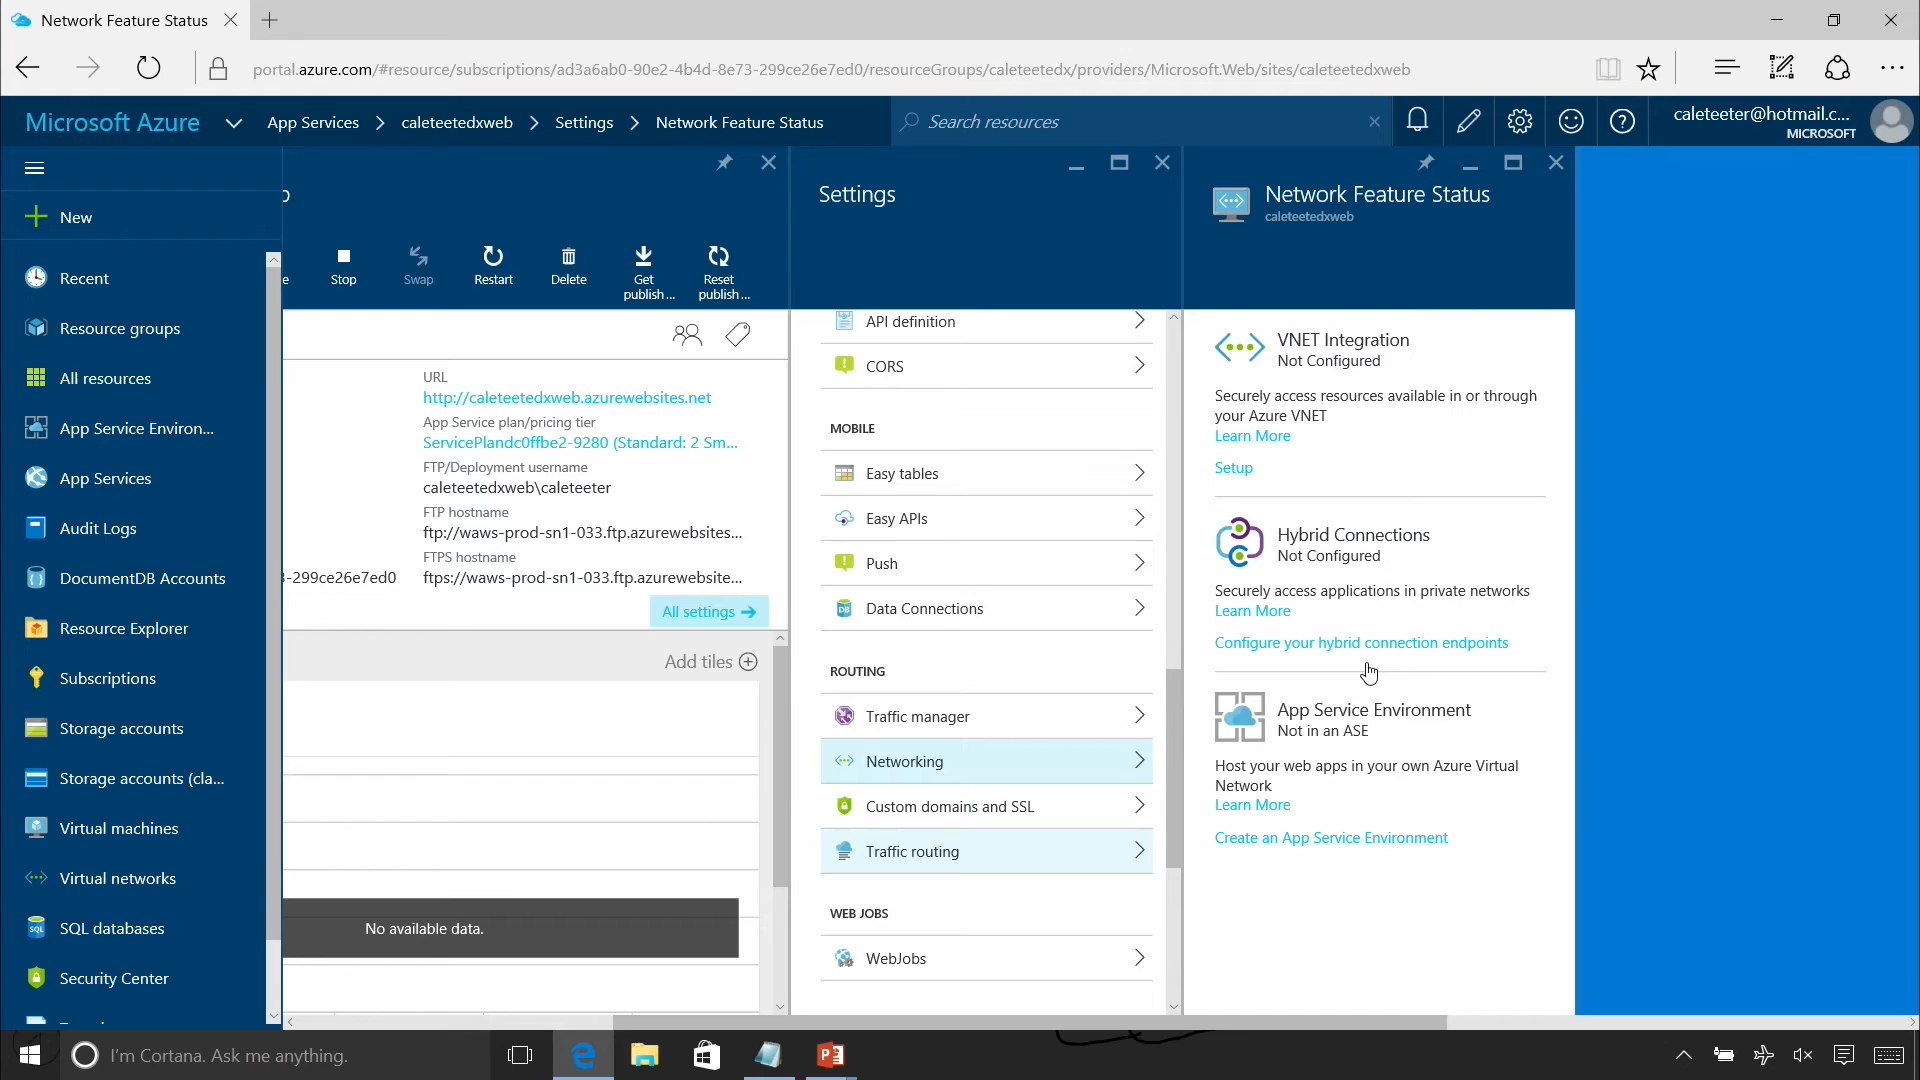 Network Feature Status
portal.azure.com/#resource/subscriptions/ad3a6ab0-90e2-4b4d-8e73-299ce26e7ed0/resourceGroups/caleteetedx/providers/Microsoft.Web/sites/caleteetedxweb
Microsoft Azure
App Services
caleteetedxweb
Settings
Network Feature Status
Search resources
caleteeter@hotmail.c...
MICROSOFT
New
Recent
Resource groups
All resources
App Service Environ...
App Services
Audit Logs
DocumentDB Accounts
Resource Explorer
Subscriptions
Storage accounts
Storage accounts (cla...
Virtual machines
Virtual networks
SQL databases
Security Center
Stop
Swap
Restart
Delete
Get publish ...
Reset publish ...
URL
http://caleteetedxweb.azurewebsites.net
App Service plan/pricing tier
ServicePlandc0ffbe2-9280 (Standard: 2 Sm...
FTP/Deployment username
caleteetedxweb\caleteeter
FTP hostname
ftp://waws-prod-sn1-033.ftp.azurewebsites...
FTPS hostname
3-299ce26e7ed0
ftps://waws-prod-sn1-033.ftp.azurewebsite...
All settings
Add tiles
No available data.
Settings
API definition
CORS
MOBILE
Easy tables
Easy APIs
Push
Data Connections
ROUTING
Traffic manager
Networking
Custom domains and SSL
Traffic routing
WEB JOBS
WebJobs
Network Feature Status
caleteetedxweb
VNET Integration
Not Configured
Securely access resources available in or through
your Azure VNET
Learn More
Setup
Hybrid Connections
Not Configured
Securely access applications in private networks
Learn More
Configure your hybrid connection endpoints
App Service Environment
Not in an ASE
Host your web apps in your own Azure Virtual
Network
Learn More
Create an App Service Environment
I'm Cortana. Ask me anything.